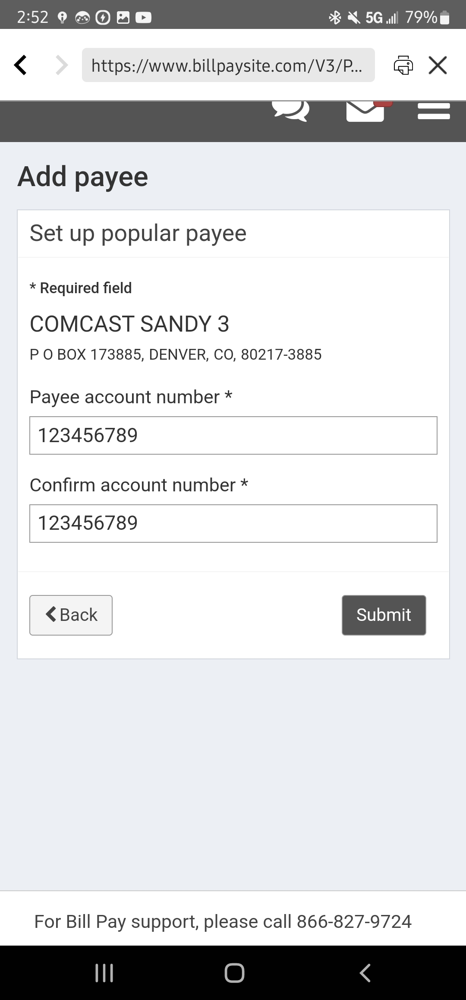 2:52 5G 79%
https://www.billpaysite.com/V3/P...
Add payee
Set up popular payee
* Required field
COMCAST SANDY 3
P O BOX 173885, DENVER, CO, 80217-3885
Payee account number *
123456789
Confirm account number *
123456789
Back Submit
For Bill Pay support, please call 866-827-9724